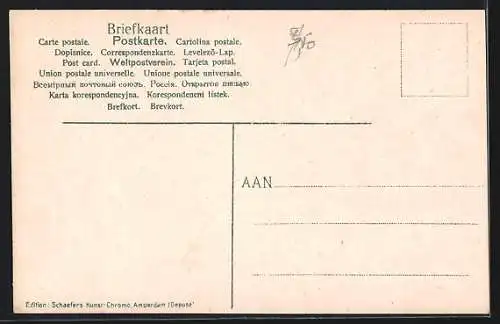 Briefkaart
Carte postale. Postkarte. Cartolina postale.
Dopisnice. Correspondenzkarte. Levelező-Lap.
Post card. Weltpostverein. Tarjeta postal.
Union postale universelle. Unione postale universale.
Всемірный почтовый союзъ. Россія. Открытое письмо.
Karta korespondencyjna. Korespondencni listek.
Brefkort. Brevkort.
AAN
Edition: Schaefers Kunst-Chromo, Amsterdam (Deposé)